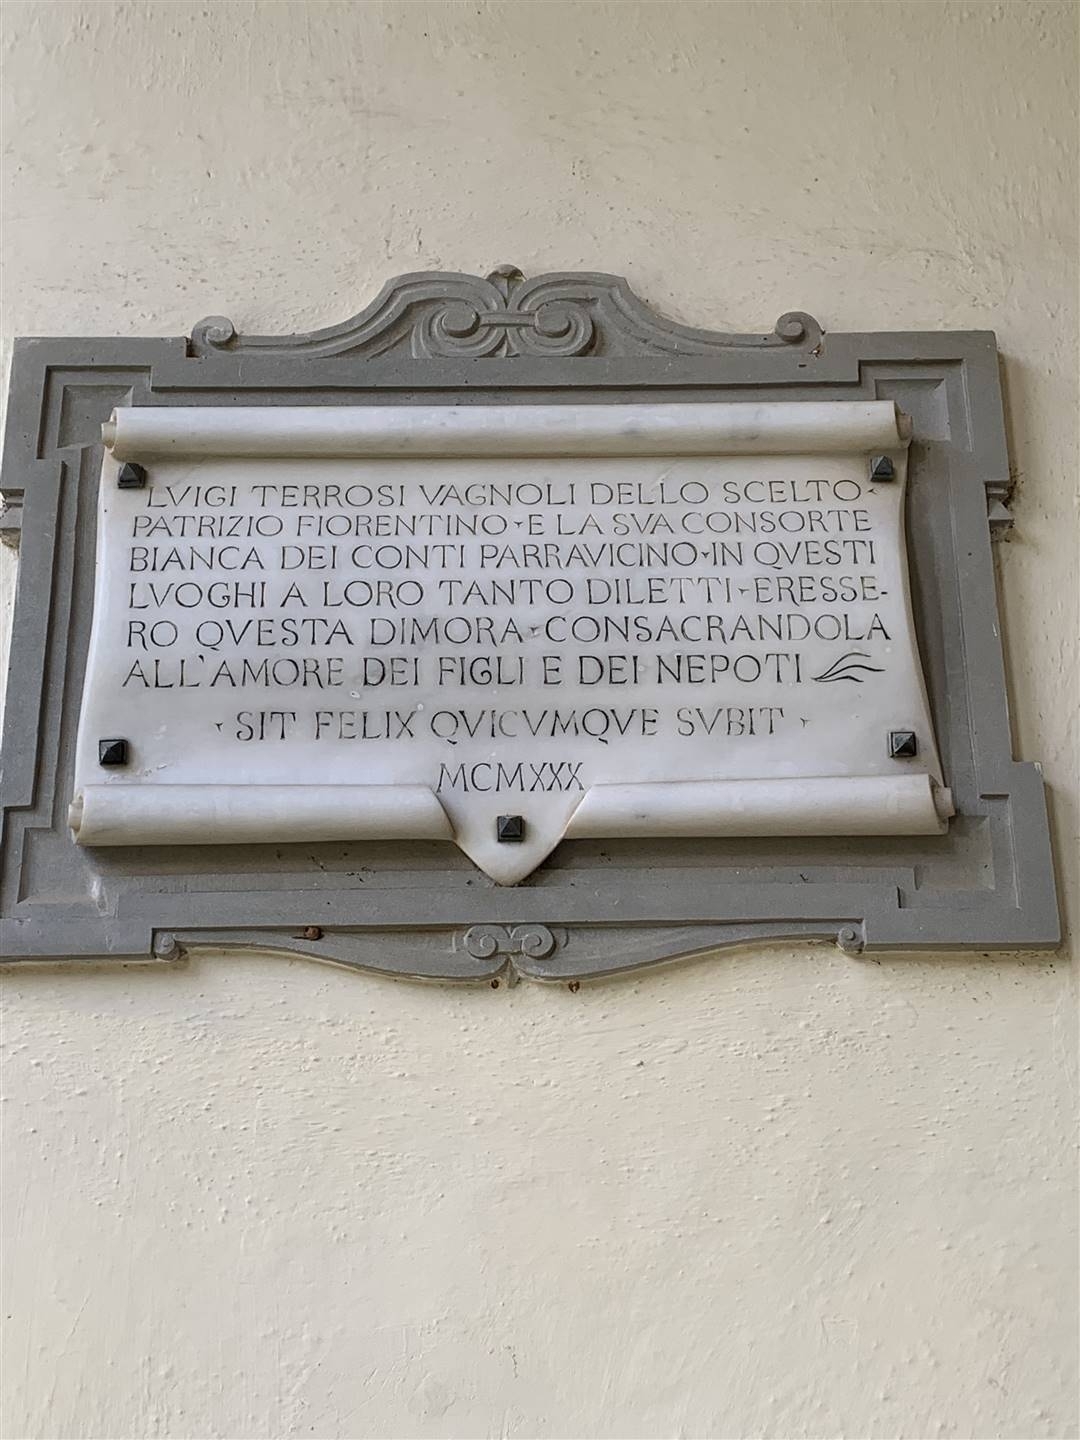 LVIGI TERROSI VAGNOLI DELLO SCELTO·
PATRIZIO FIORENTINO·E LA SVA CONSORTE
BIANCA DEI CONTI PARRAVICINO·IN QVESTI
LVOGHI A LORO TANTO DILETTI·ERESSE-
RO QVESTA DIMORA·CONSACRANDOLA
ALL'AMORE DEI FIGLI E DEI NEPOTI
·SIT FELIX QVICVMQVE SVBIT·
MCMXXX